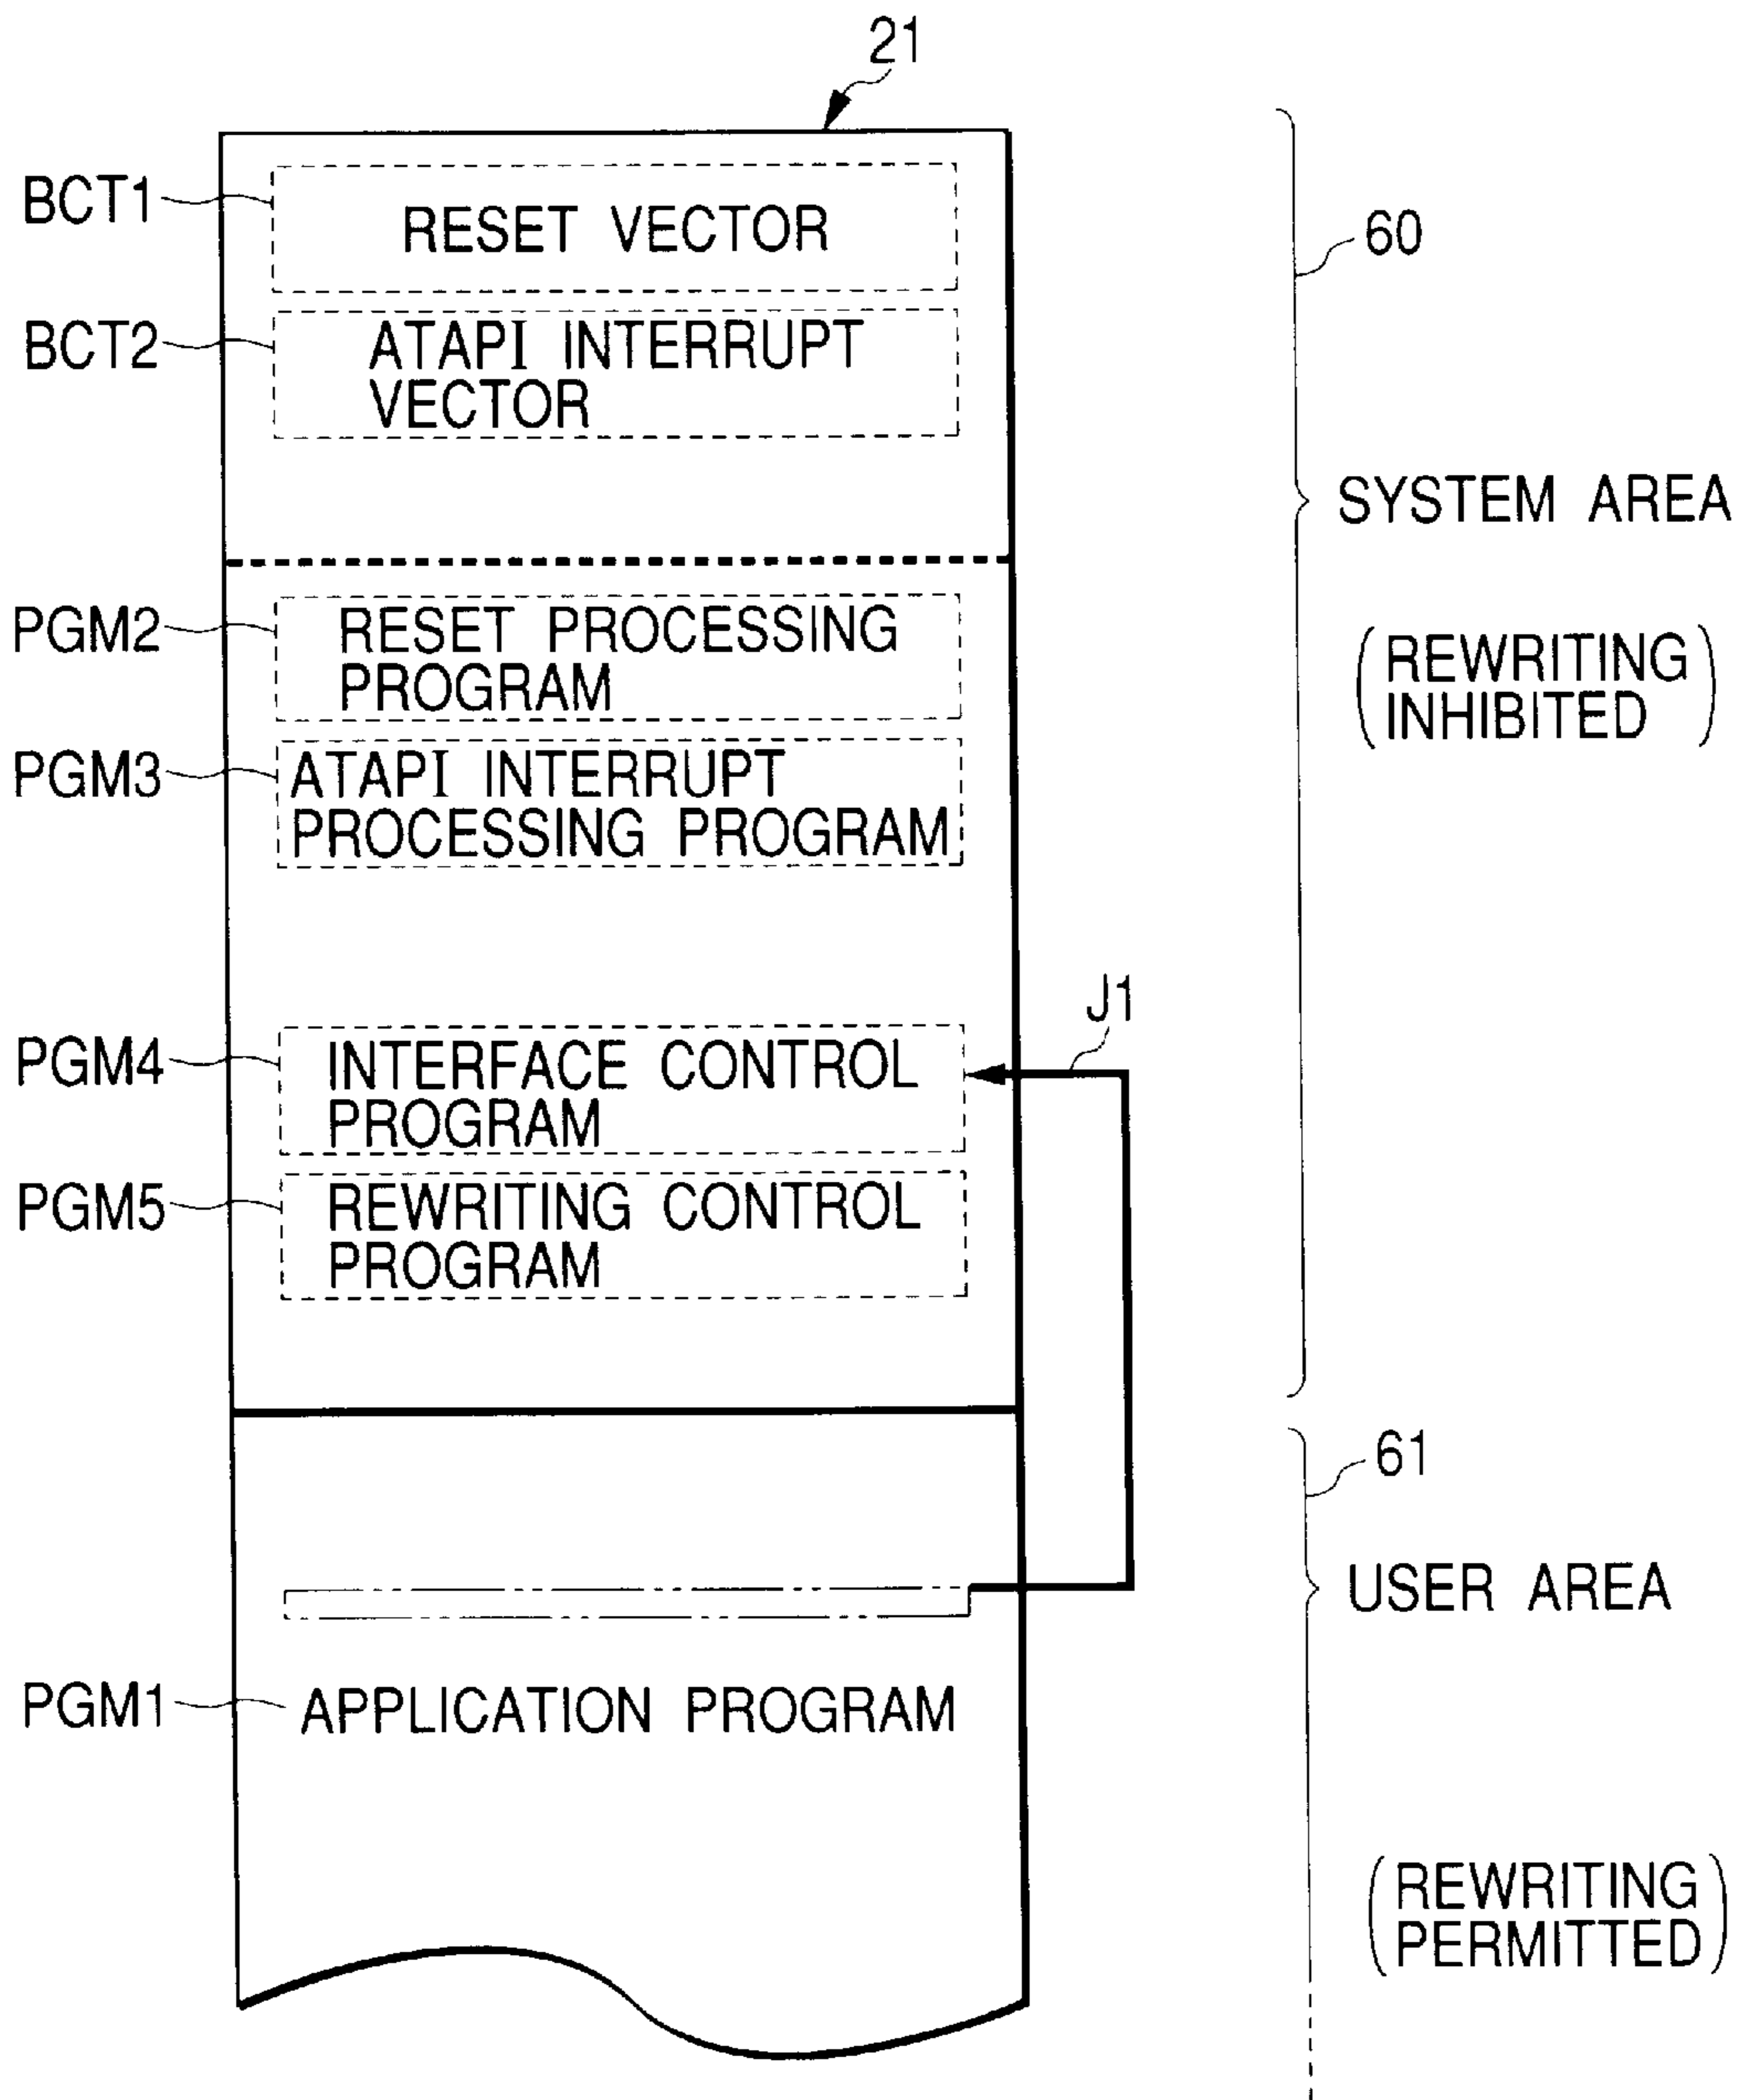 21
BCT1
RESET VECTOR
60
BCT2
ATAPI INTERRUPT
VECTOR
SYSTEM AREA
(REWRITING
INHIBITED)
PGM2
RESET PROCESSING
PROGRAM
PGM3
ATAPI INTERRUPT
PROCESSING PROGRAM
J1
PGM4
INTERFACE CONTROL
PROGRAM
PGM5
REWRITING CONTROL
PROGRAM
61
USER AREA
PGM1
APPLICATION PROGRAM
(REWRITING
PERMITTED)